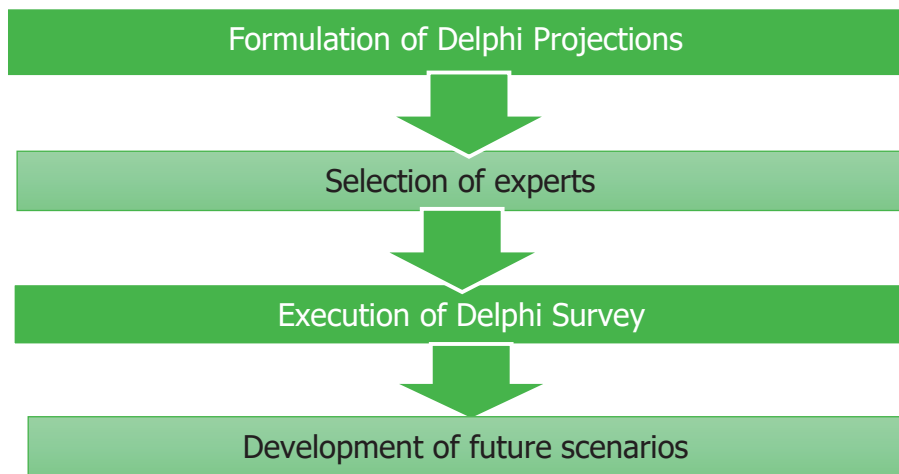 Formulation of Delphi Projections
Selection of experts
Execution of Delphi Survey
Development of future scenarios